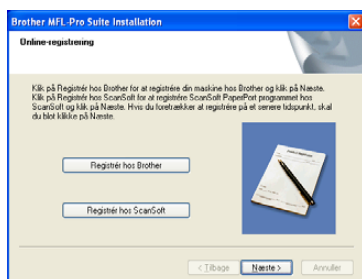 Brother MFL-Pro Suite Installation
Online-registrering
Klik på Registrér hos Brother for at registrere din maskine hos Brother og klik på Næste.
Klik på Registrér hos ScanSoft for at registrére ScanSoft PaperPort programmet hos
ScanSoft og klik på Næste. Hvis du foretrækker at registrere på et senere tidspunkt, skal
du blot klikke på Næste.
Registrér hos Brother
Registrér hos ScanSoft
< Tilbage
Næste >
Annuller